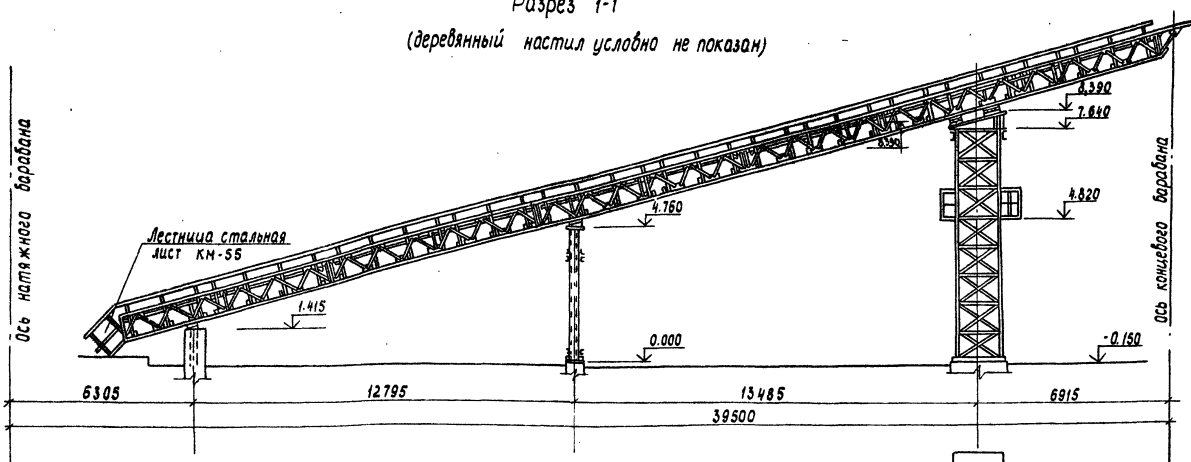 Разрез 1-1
(деревянный настил условно не показан)
Ось натяжного барабана
Лестница стальная
лист КМ-55
1.415
4.760
0.000
8.390
8.390
7.640
4.820
-0.150
Ось концевого барабана
6305
12795
13485
6915
39500